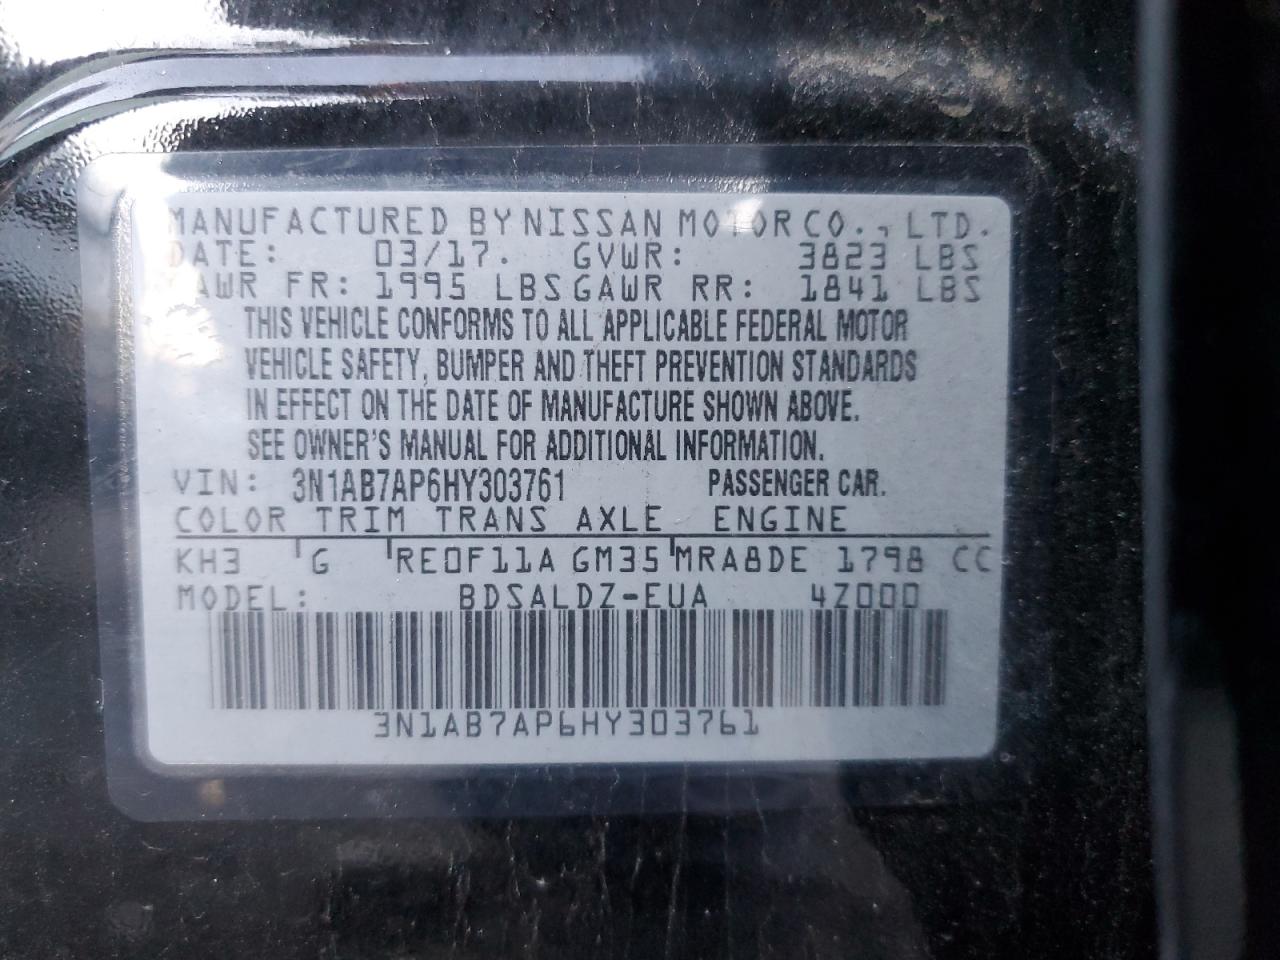 MANUFACTURED BY NISSAN MOTOR CO., LTD.
DATE: 03/17. GVWR: 3823 LBS
GAWR FR: 1995 LBS GAWR RR: 1841 LBS
THIS VEHICLE CONFORMS TO ALL APPLICABLE FEDERAL MOTOR
VEHICLE SAFETY, BUMPER AND THEFT PREVENTION STANDARDS
IN EFFECT ON THE DATE OF MANUFACTURE SHOWN ABOVE.
SEE OWNER'S MANUAL FOR ADDITIONAL INFORMATION.
VIN: 3N1AB7AP6HY303761 PASSENGER CAR.
COLOR TRIM TRANS AXLE ENGINE
KH3 G RE0F11A GM35 MRA8DE 1798 CC
MODEL: BDSALDZ-EUA 4Z000
3N1AB7AP6HY303761